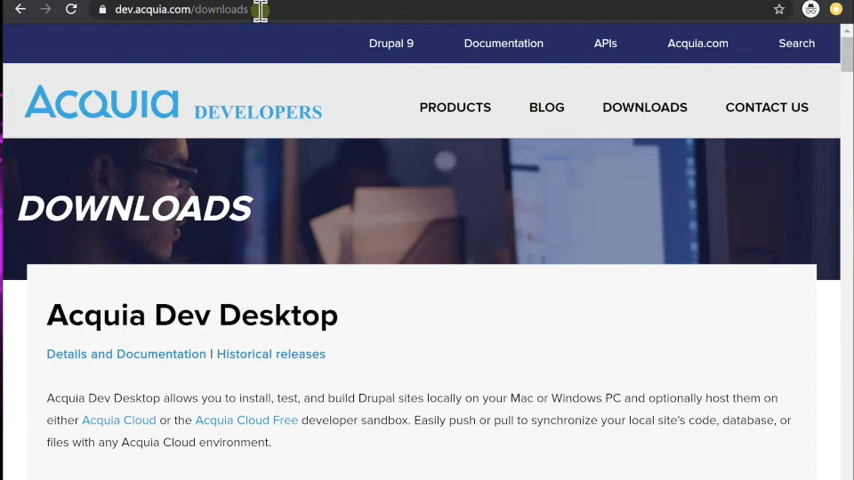 dev.acquia.com/downloads
Drupal 9 Documentation APIs Acquia.com Search
ACQUIA DEVELOPERS PRODUCTS BLOG DOWNLOADS CONTACT US
DOWNLOADS
Acquia Dev Desktop
Details and Documentation | Historical releases
Acquia Dev Desktop allows you to install, test, and build Drupal sites locally on your Mac or Windows PC and optionally host them on
either Acquia Cloud or the Acquia Cloud Free developer sandbox. Easily push or pull to synchronize your local site's code, database, or
files with any Acquia Cloud environment.